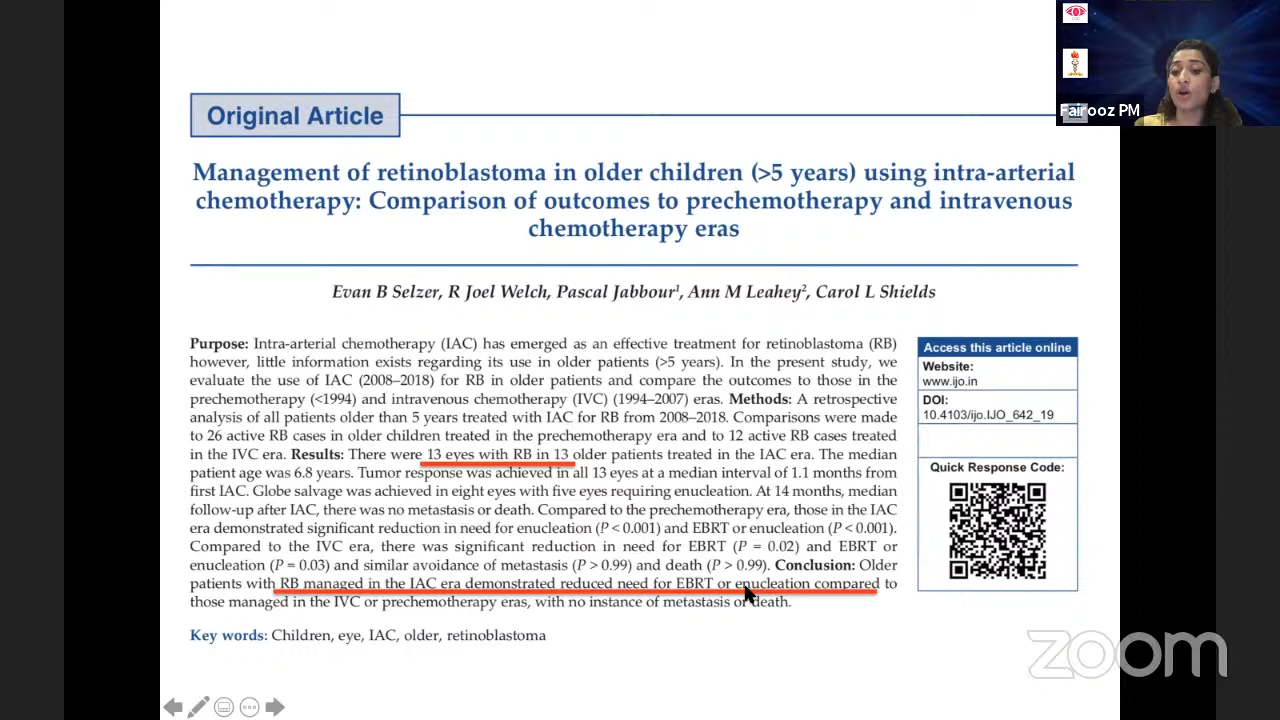 Original Article
Management of retinoblastoma in older children (>5 years) using intra-arterial
chemotherapy: Comparison of outcomes to prechemotherapy and intravenous
chemotherapy eras
Evan B Selzer, R Joel Welch, Pascal Jabbour1, Ann M Leahey2, Carol L Shields
Purpose: Intra-arterial chemotherapy (IAC) has emerged as an effective treatment for retinoblastoma (RB)
however, little information exists regarding its use in older patients (>5 years). In the present study, we
evaluate the use of IAC (2008–2018) for RB in older patients and compare the outcomes to those in the
prechemotherapy (<1994) and intravenous chemotherapy (IVC) (1994–2007) eras. Methods: A retrospective
analysis of all patients older than 5 years treated with IAC for RB from 2008–2018. Comparisons were made
to 26 active RB cases in older children treated in the prechemotherapy era and to 12 active RB cases treated
in the IVC era. Results: There were 13 eyes with RB in 13 older patients treated in the IAC era. The median
patient age was 6.8 years. Tumor response was achieved in all 13 eyes at a median interval of 1.1 months from
first IAC. Globe salvage was achieved in eight eyes with five eyes requiring enucleation. At 14 months, median
follow-up after IAC, there was no metastasis or death. Compared to the prechemotherapy era, those in the IAC
era demonstrated significant reduction in need for enucleation (P < 0.001) and EBRT or enucleation (P < 0.001).
Compared to the IVC era, there was significant reduction in need for EBRT (P = 0.02) and EBRT or
enucleation (P = 0.03) and similar avoidance of metastasis (P > 0.99) and death (P > 0.99). Conclusion: Older
patients with RB managed in the IAC era demonstrated reduced need for EBRT or enucleation compared to
those managed in the IVC or prechemotherapy eras, with no instance of metastasis or death.
Key words: Children, eye, IAC, older, retinoblastoma
Access this article online
Website:
www.ijo.in
DOI:
10.4103/ijo.IJO_642_19
Quick Response Code:
Fairooz PM
zoom